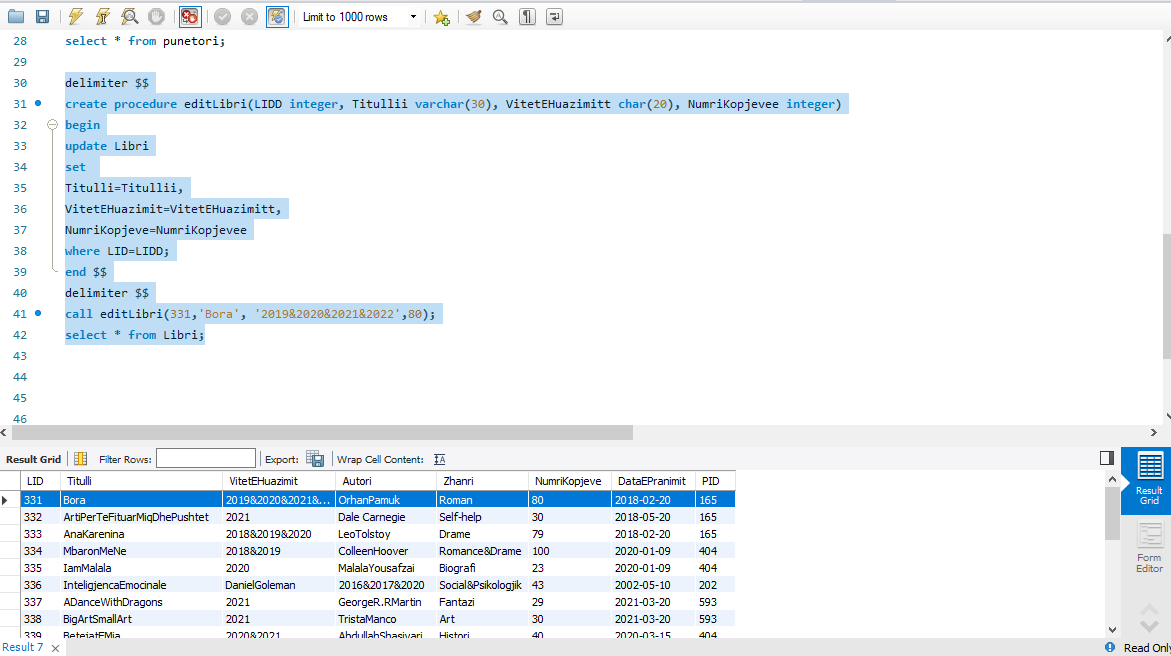 Limit to 1000 rows
28 select * from punetori;
29
30 delimiter $$
31 create procedure editLibri(LIDD integer, Titullii varchar(30), VitetEHuazimitt char(20), NumriKopjevee integer)
32 begin
33 update Libri
34 set
35 Titulli=Titullii,
36 VitetEHuazimit=VitetEHuazimitt,
37 NumriKopjeve=NumriKopjevee
38 where LID=LIDD;
39 end $$
40 delimiter $$
41 call editLibri(331,'Bora', '2019&2020&2021&2022',80);
42 select * from Libri;
43
44
45
46
Result Grid Filter Rows: Export: Wrap Cell Content: IA
LID Titulli VitetEHuazimit Autori Zhanri NumriKopjeve DataEPranimit PID
331 Bora 2019&2020&2021&... OrhanPamuk Roman 80 2018-02-20 165
332 ArtiPerTeFituarMiqDhePushtet 2021 Dale Carnegie Self-help 30 2018-05-20 165
333 AnaKarenina 2018&2019&2020 LeoTolstoy Drame 79 2018-02-20 165
334 MbaronMeNe 2018&2019 ColleenHoover Romance&Drame 100 2020-01-09 404
335 IamMalala 2020 MalalaYousafzai Biografi 23 2020-01-09 404
336 InteligjencaEmocinale DanielGoleman 2016&2017&2020 Social&Psikologjik 43 2002-05-10 202
337 ADanceWithDragons 2021 GeorgeR.RMartin Fantazi 29 2021-03-20 593
338 BigArtSmallArt 2021 TristaManco Art 30 2021-03-20 593
339 BetejatEMia 2020&2021 AbdullahShasivari Histori 40 2020-03-15 404
Result
Grid
Form
Editor
Result 7
Read Only